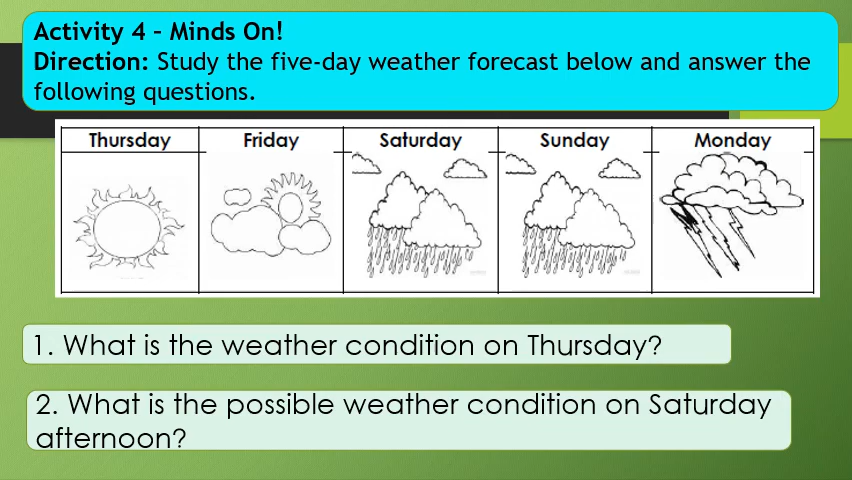 Activity 4 – Minds On!
Direction: Study the five-day weather forecast below and answer the
following questions.
Thursday Friday Saturday Sunday Monday
1. What is the weather condition on Thursday?
2. What is the possible weather condition on Saturday
afternoon?